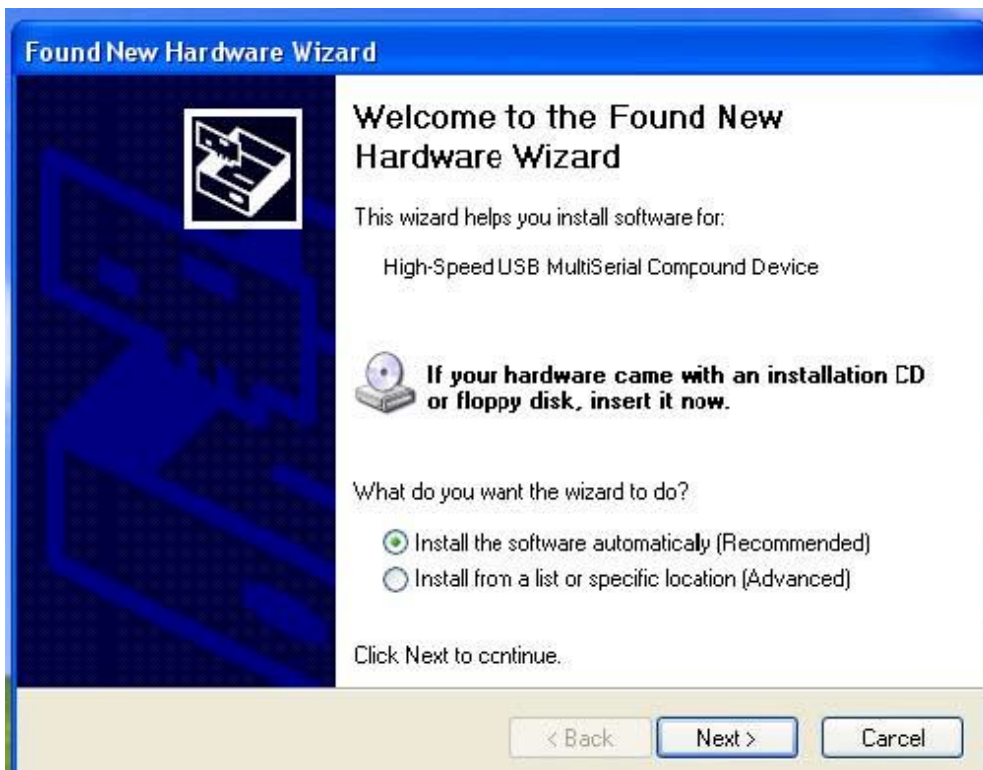 Found New Hardware Wizard
Welcome to the Found New
Hardware Wizard
This wizard helps you install software for:
High-Speed USB MultiSerial Compound Device
If your hardware came with an installation CD
or floppy disk, insert it now.
What do you want the wizard to do?
Install the software automatically (Recommended)
Install from a list or specific location (Advanced)
Click Next to continue.
< Back
Next >
Cancel